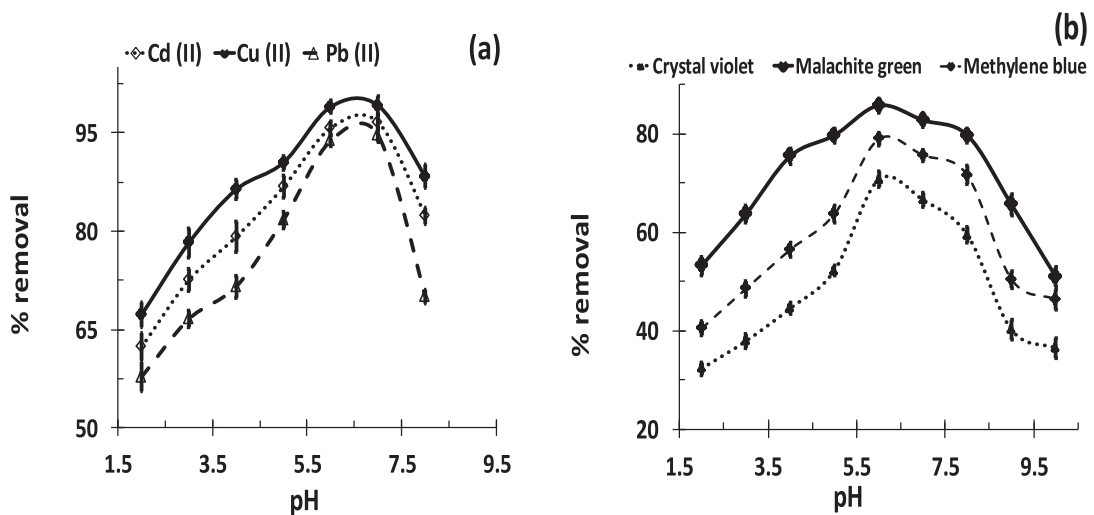 Cd (II) Cu (II) Pb (II)
(a)
% removal
95
80
65
50
1.5 3.5 5.5 7.5 9.5
pH
(b)
Crystal violet Malachite green Methylene blue
% removal
80
60
40
20
1.5 3.5 5.5 7.5 9.5
pH